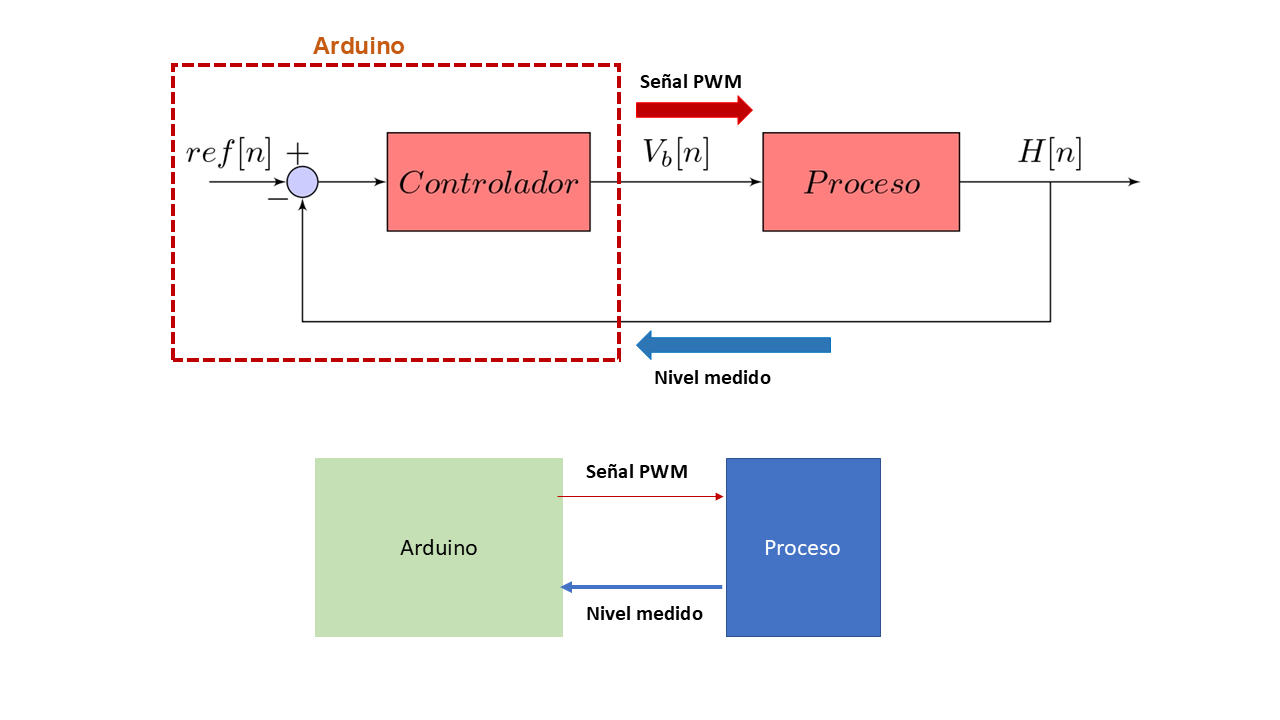 Arduino
Señal PWM
ref[n] +
V_b[n]
H[n]
Controlador
Proceso
−
Nivel medido
Señal PWM
Arduino
Proceso
Nivel medido